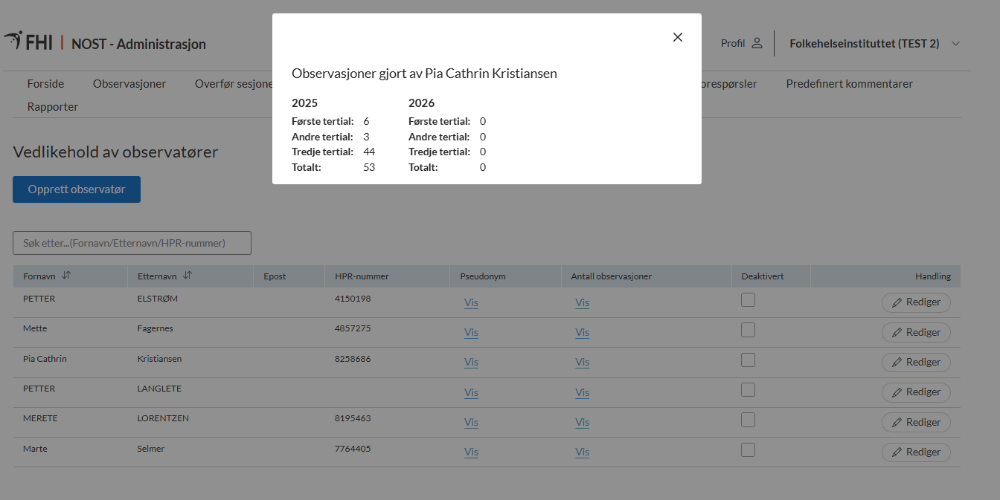 FHI | NOST - Administrasjon
Profil
Folkehelseinstituttet (TEST 2)
Forside Observasjoner Overfør Predefinert kommentarer
Rapporter
Observasjoner gjort av Pia Cathrin Kristiansen
2025 2026
Første tertial: 6 Første tertial: 0
Andre tertial: 3 Andre tertial: 0
Tredje tertial: 44 Tredje tertial: 0
Totalt: 53 Totalt: 0
Vedlikehold av observatører
Opprett observatør
Søk etter...(Fornavn/Etternavn/HPR-nummer)
Fornavn Etternavn Epost HPR-nummer Pseudonym Antall observasjoner Deaktivert Handling
PETTER ELSTRØM 4150198 Vis Vis Rediger
Mette Fagernes 4857275 Vis Vis Rediger
Pia Cathrin Kristiansen 8258686 Vis Vis Rediger
PETTER LANGLETE Vis Vis Rediger
MERETE LORENTZEN 8195463 Vis Vis Rediger
Marte Selmer 7764405 Vis Vis Rediger